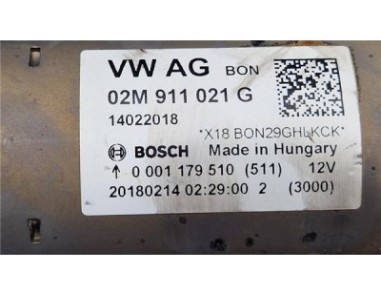 VW AG BON
02M 911 021 G
14022018
*X18 BON29GHLKCK*
BOSCH Made in Hungary
↑ 0 001 179 510 (511) 12V
20180214 02:29:00 2 (3000)